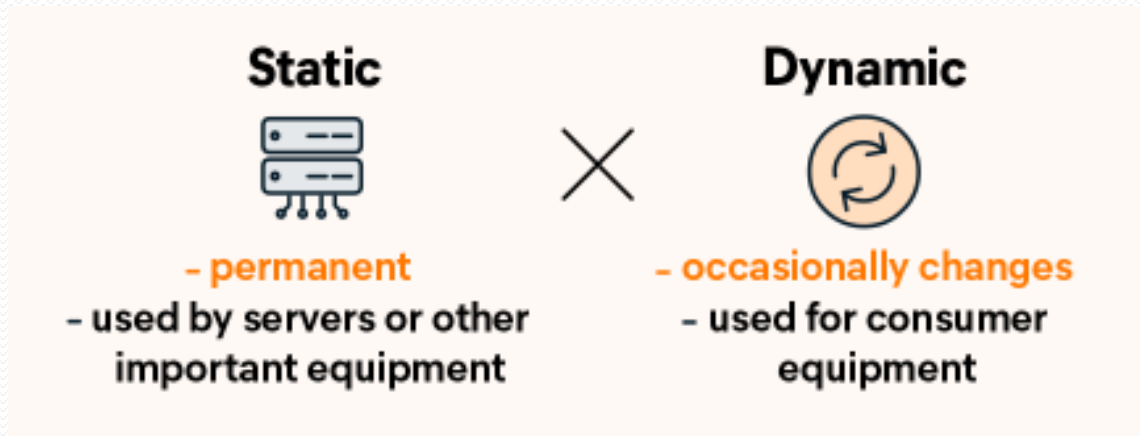 Static
- permanent
- used by servers or other
important equipment
Dynamic
- occasionally changes
- used for consumer
equipment